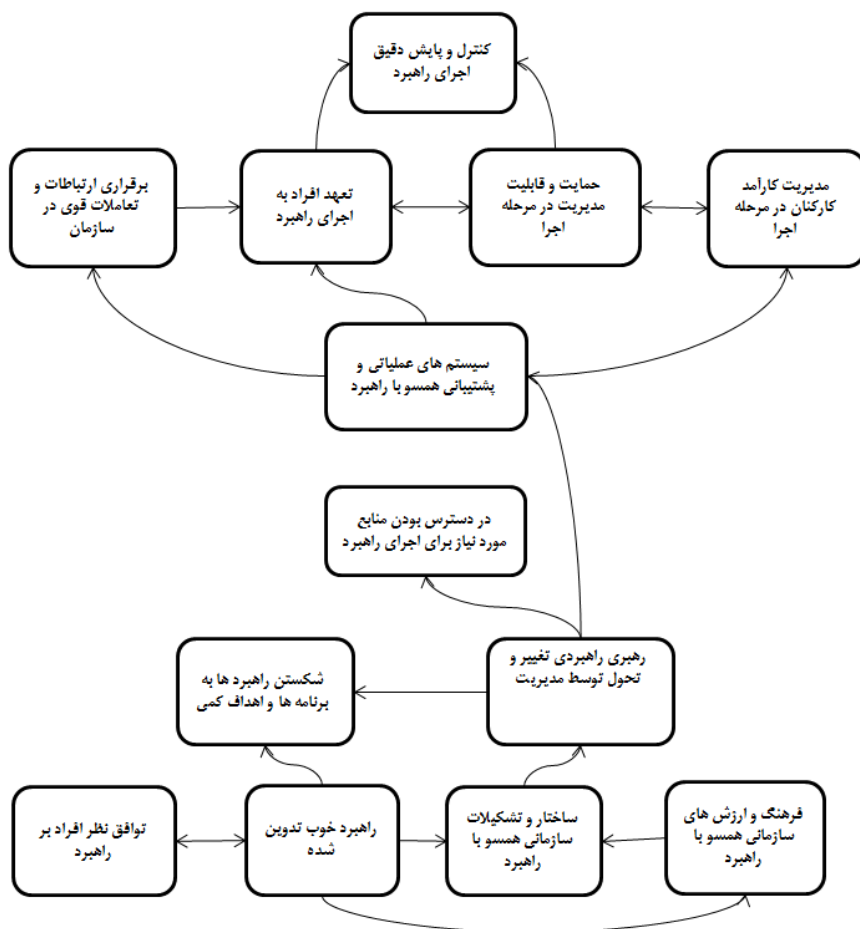 کنترل و پایش دقیق
اجرای راهبرد
مدیریت کارآمد
کارکنان در مرحله
اجرا
حمایت و قابلیت
مدیریت در مرحله
اجرا
تعهد افراد به
اجرای راهبرد
برقراری ارتباطات و
تعاملات قوی در
سازمان
سیستم های عملیاتی و
پشتیبانی همسو با راهبرد
در دسترس بودن منابع
مورد نیاز برای اجرای راهبرد
رهبری راهبردی تغییر و
تحول توسط مدیریت
شکستن راهبرد ها به
برنامه ها و اهداف کمی
فرهنگ و ارزش های
سازمانی همسو با
راهبرد
ساختار و تشکیلات
سازمانی همسو با
راهبرد
راهبرد خوب تدوین
شده
توافق نظر افراد بر
راهبرد